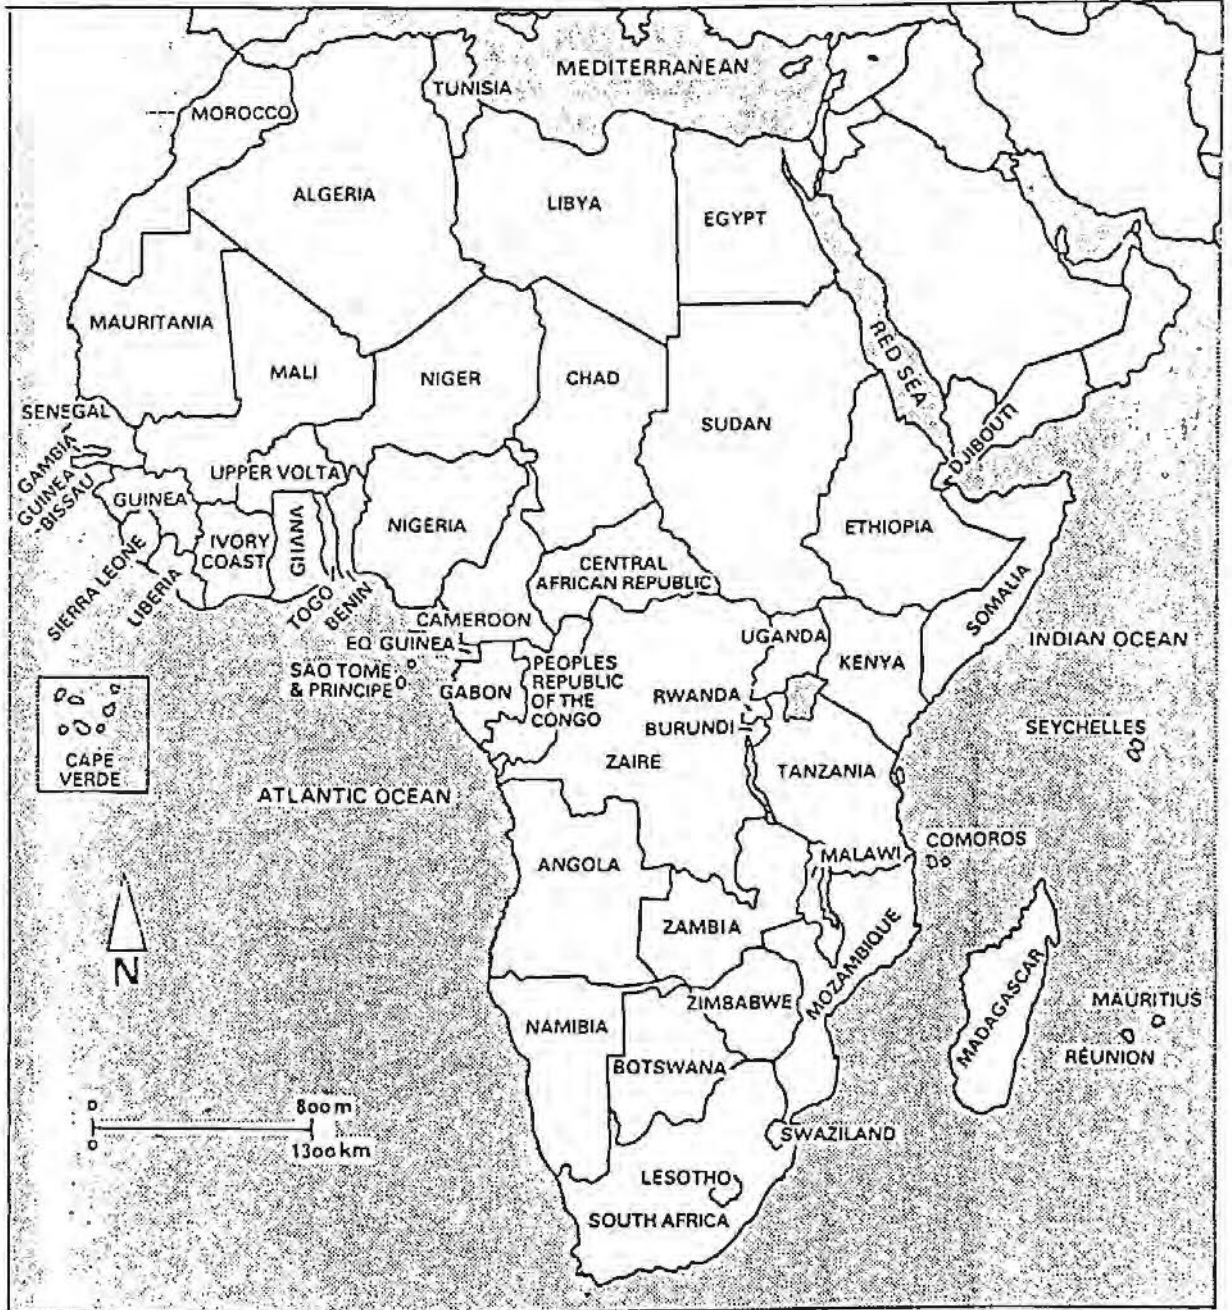 MEDITERRANEAN
TUNISIA
MOROCCO
ALGERIA
LIBYA
EGYPT
MAURITANIA
MALI
NIGER
CHAD
RED SEA
SENEGAL
SUDAN
DJIBOUTI
GAMBIA
GUINEA
BISSAU
UPPER VOLTA
GUINEA
NIGERIA
ETHIOPIA
IVORY
COAST
GHANA
CENTRAL
AFRICAN REPUBLIC
SIERRA LEONE
LIBERIA
TOGO
BENIN
SOMALIA
CAMEROON
UGANDA
INDIAN OCEAN
EQ GUINEA
KENYA
SAO TOME
& PRINCIPE
GABON
PEOPLES
REPUBLIC
OF THE
CONGO
RWANDA
BURUNDI
SEYCHELLES
CAPE
VERDE
ZAIRE
TANZANIA
ATLANTIC OCEAN
COMOROS
MALAWI
ANGOLA
ZAMBIA
MOZAMBIQUE
N
MADAGASCAR
ZIMBABWE
MAURITIUS
NAMIBIA
RÉUNION
BOTSWANA
0 800m
0 1300km
SWAZILAND
LESOTHO
SOUTH AFRICA